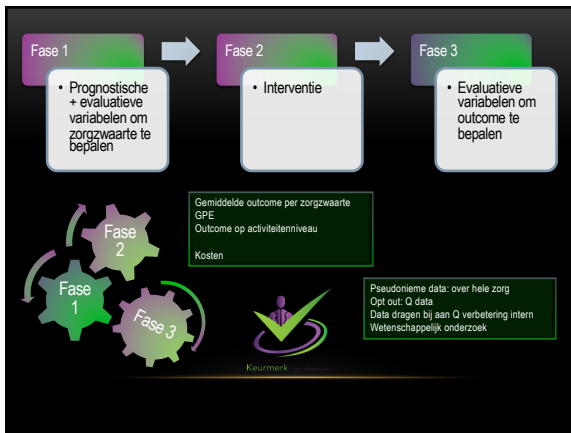 Fase 1
Fase 2
Fase 3
• Prognostische
+ evaluatieve
variabelen om
zorgzwaarte te
bepalen
• Interventie
• Evaluatieve
variabelen om
outcome te
bepalen
Fase
2
Fase
1
Fase 3
Gemiddelde outcome per zorgzwaarte
GPE
Outcome op activiteitenniveau
Kosten
Pseudonieme data: over hele zorg
Opt out: Q data
Data dragen bij aan Q verbetering intern
Wetenschappelijk onderzoek
Keurmerk